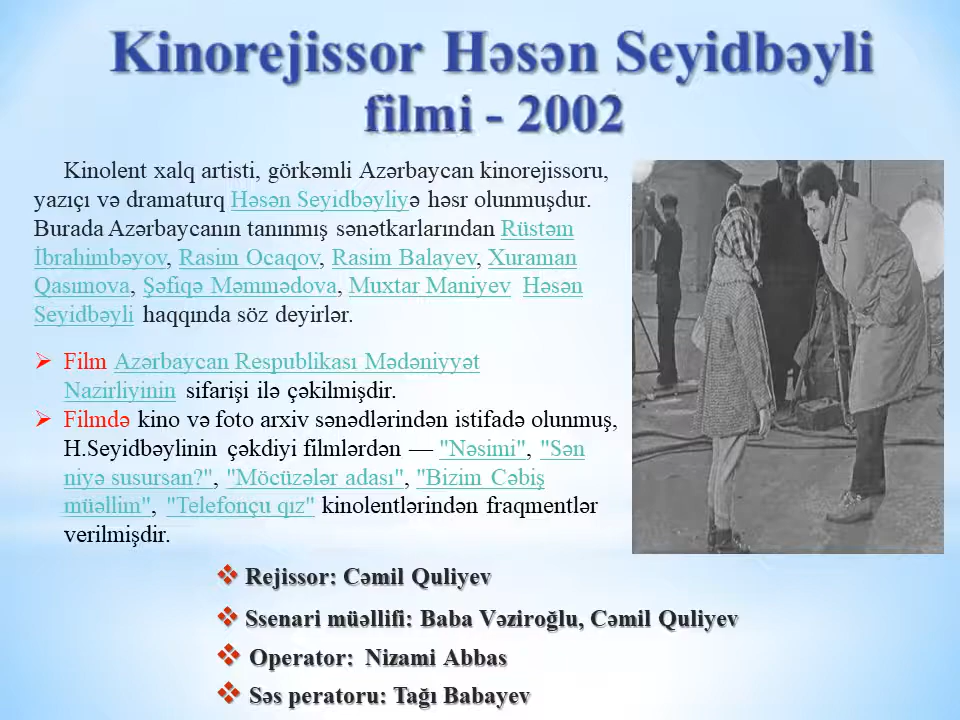 Kinorejissor Həsən Seyidbəyli
filmi - 2002
Kinolent xalq artisti, görkəmli Azərbaycan kinorejissoru,
yazıçı və dramaturq Həsən Seyidbəyliyə həsr olunmuşdur.
Burada Azərbaycanın tanınmış sənətkarlarından Rüstəm
İbrahimbəyov, Rasim Ocaqov, Rasim Balayev, Xuraman
Qasımova, Şəfiqə Məmmədova, Muxtar Maniyev Həsən
Seyidbəyli haqqında söz deyirlər.
Film Azərbaycan Respublikası Mədəniyyət
Nazirliyinin sifarişi ilə çəkilmişdir.
Filmdə kino və foto arxiv sənədlərindən istifadə olunmuş,
H.Seyidbəylinin çəkdiyi filmlərdən — "Nəsimi", "Sən
niyə susursan?", "Möcüzələr adası", "Bizim Cəbiş
müəllim", "Telefonçu qız" kinolentlərindən fraqmentlər
verilmişdir.
Rejissor: Cəmil Quliyev
Ssenari müəllifi: Baba Vəziroğlu, Cəmil Quliyev
Operator: Nizami Abbas
Səs peratoru: Tağı Babayev